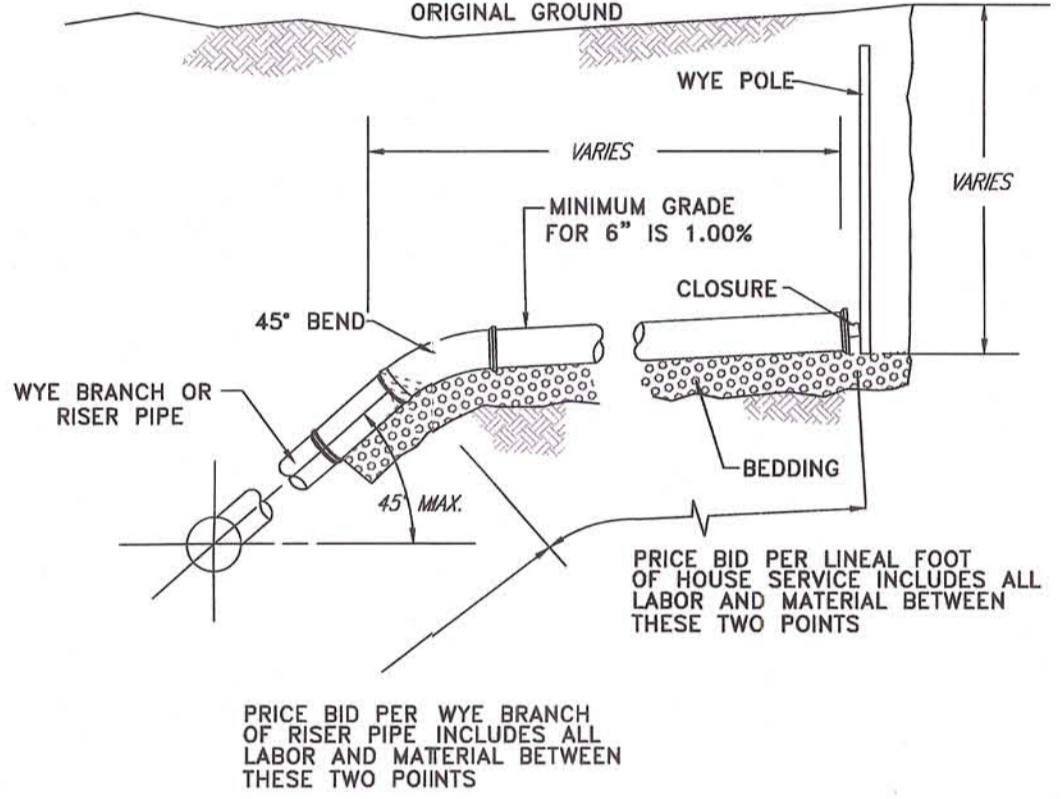 ORIGINAL GROUND
WYE POLE
VARIES
VARIES
MINIMUM GRADE
FOR 6" IS 1.00%
CLOSURE
45° BEND
WYE BRANCH OR
RISER PIPE
BEDDING
45° MAX.
PRICE BID PER LINEAL FOOT
OF HOUSE SERVICE INCLUDES ALL
LABOR AND MATERIAL BETWEEN
THESE TWO POINTS
PRICE BID PER WYE BRANCH
OF RISER PIPE INCLUDES ALL
LABOR AND MATERIAL BETWEEN
THESE TWO POINTS